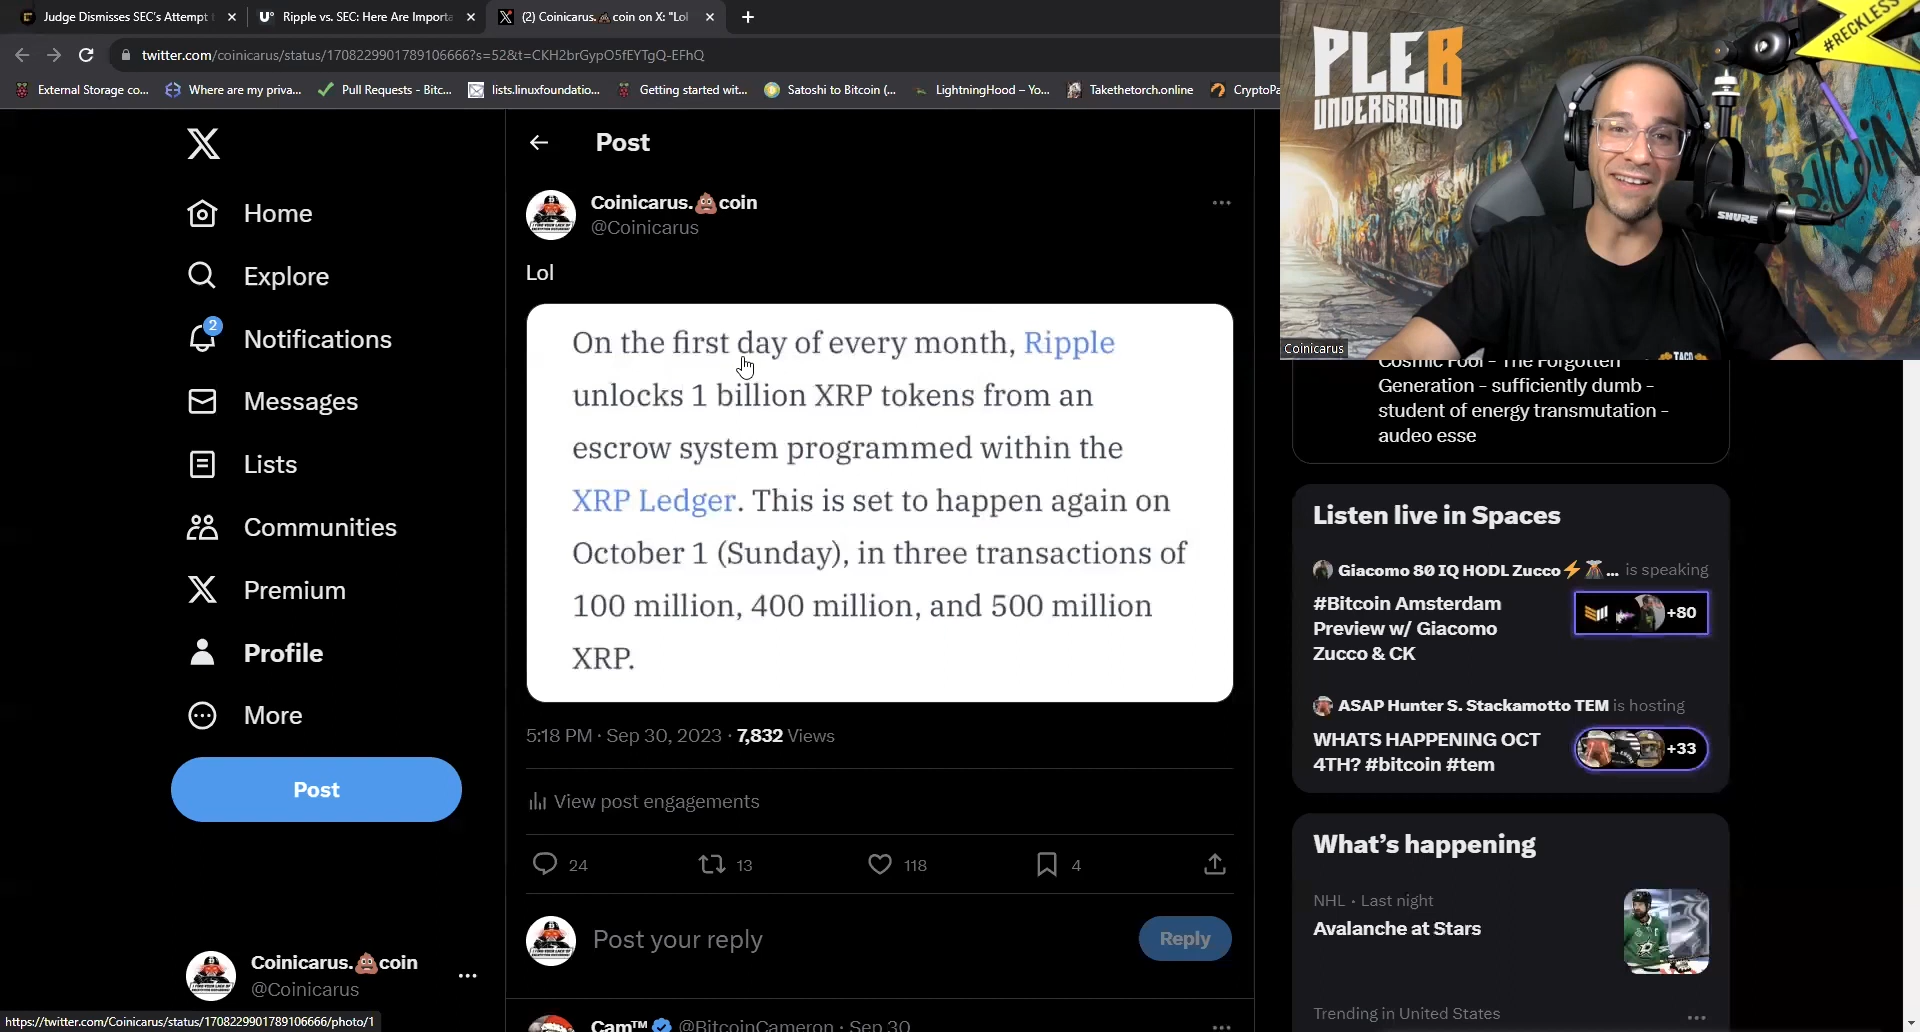 Judge Dismisses SEC's Attempt
Ripple vs. SEC: Here Are Importa
(2) Coinicarus.💩coin on X: "Lol
twitter.com/coinicarus/status/1708229901789106666?s=52&t=CKH2brGypO5fEYTgQ-EFhQ
External Storage co...
Where are my priva...
Pull Requests - Bitc...
lists.linuxfoundatio...
Getting started wit...
Satoshi to Bitcoin (...
LightningHood – Yo...
Takethetorch.online
CryptoPa
PLEB
UNDERGROUND
#RECKLESS
BITCOIN
SHURE
TACO
Coinicarus
Home
Explore
2
Notifications
Messages
Lists
Communities
Premium
Profile
More
Post
Coinicarus.💩coin
@Coinicarus
Post
Coinicarus.💩coin
@Coinicarus
Lol
On the first day of every month, Ripple
unlocks 1 billion XRP tokens from an
escrow system programmed within the
XRP Ledger. This is set to happen again on
October 1 (Sunday), in three transactions of
100 million, 400 million, and 500 million
XRP.
5:18 PM · Sep 30, 2023 · 7,832 Views
View post engagements
24 13 118 4
Post your reply
Reply
Cam™ @BitcoinCameron · Sep 30
Cosmic Fool - The Forgotten
Generation - sufficiently dumb -
student of energy transmutation -
audeo esse
Listen live in Spaces
Giacomo 80 IQ HODL Zucco⚡🌋... is speaking
#Bitcoin Amsterdam
Preview w/ Giacomo
Zucco & CK
+80
ASAP Hunter S. Stackamotto TEM is hosting
WHATS HAPPENING OCT
4TH? #bitcoin #tem
+33
What's happening
NHL · Last night
Avalanche at Stars
Trending in United States
https://twitter.com/Coinicarus/status/1708229901789106666/photo/1